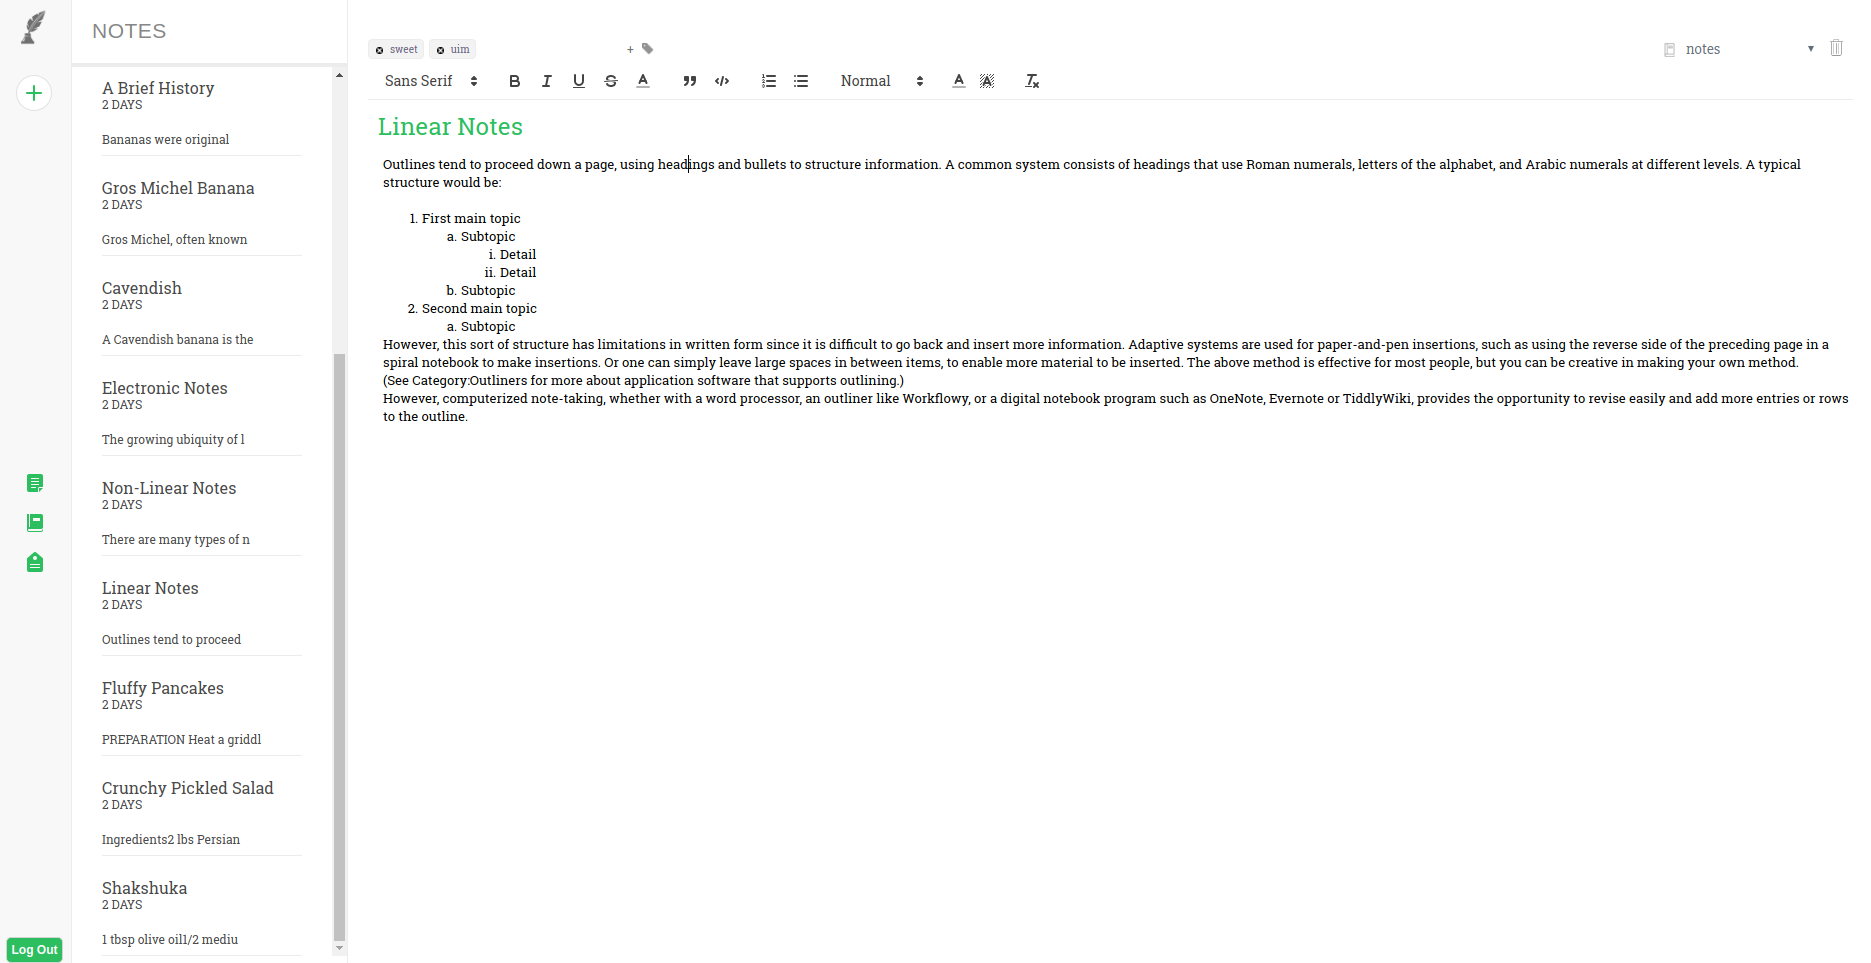 NOTES
A Brief History
2 DAYS
Bananas were original
Gros Michel Banana
2 DAYS
Gros Michel, often known
Cavendish
2 DAYS
A Cavendish banana is the
Electronic Notes
2 DAYS
The growing ubiquity of l
Non-Linear Notes
2 DAYS
There are many types of n
Linear Notes
2 DAYS
Outlines tend to proceed
Fluffy Pancakes
2 DAYS
PREPARATION Heat a griddl
Crunchy Pickled Salad
2 DAYS
Ingredients2 lbs Persian
Shakshuka
2 DAYS
1 tbsp olive oil1/2 mediu
Log Out
sweet uim + notes
Sans Serif B I U S A Normal A A Tx
Linear Notes
Outlines tend to proceed down a page, using headings and bullets to structure information. A common system consists of headings that use Roman numerals, letters of the alphabet, and Arabic numerals at different levels. A typical
structure would be:
1. First main topic
a. Subtopic
i. Detail
ii. Detail
b. Subtopic
2. Second main topic
a. Subtopic
However, this sort of structure has limitations in written form since it is difficult to go back and insert more information. Adaptive systems are used for paper-and-pen insertions, such as using the reverse side of the preceding page in a
spiral notebook to make insertions. Or one can simply leave large spaces in between items, to enable more material to be inserted. The above method is effective for most people, but you can be creative in making your own method.
(See Category:Outliners for more about application software that supports outlining.)
However, computerized note-taking, whether with a word processor, an outliner like Workflowy, or a digital notebook program such as OneNote, Evernote or TiddlyWiki, provides the opportunity to revise easily and add more entries or rows
to the outline.